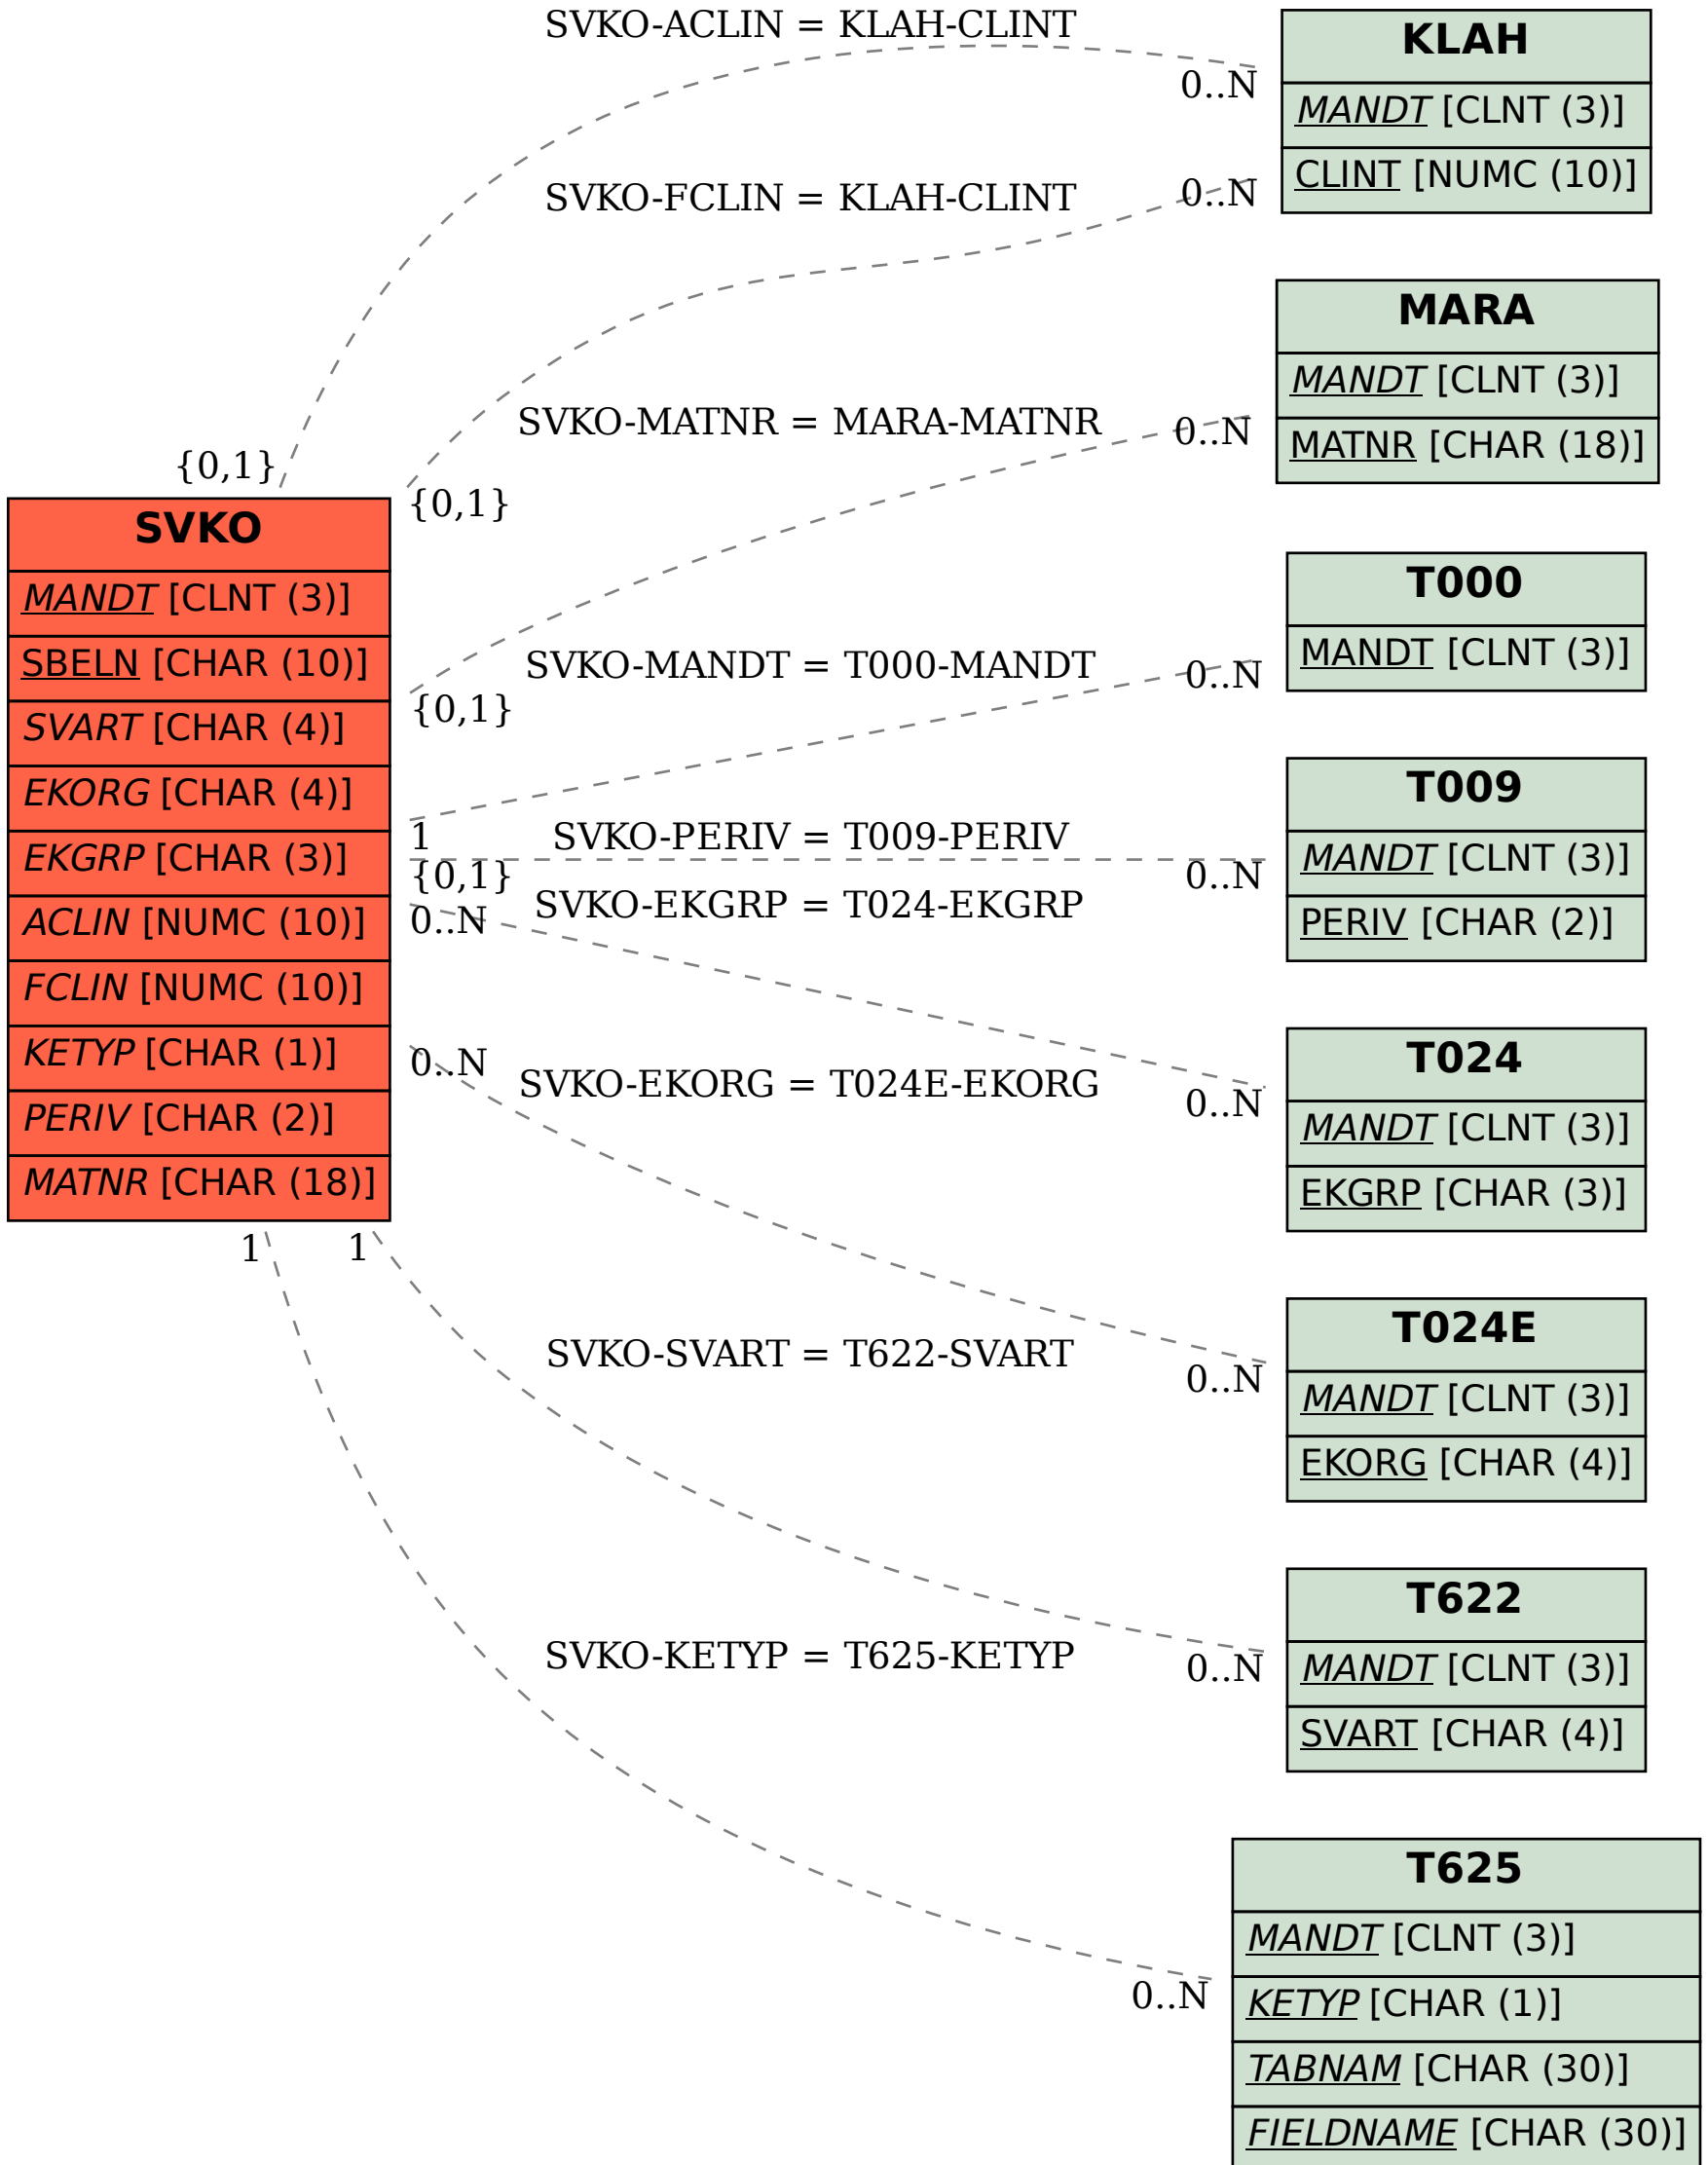 SVKO-ACLIN = KLAH-CLINT
0..N
{0,1}
SVKO-FCLIN = KLAH-CLINT
0..N
{0,1}
SVKO-MATNR = MARA-MATNR
0..N
{0,1}
SVKO-MANDT = T000-MANDT
0..N
1
SVKO-PERIV = T009-PERIV
0..N
{0,1}
SVKO-EKGRP = T024-EKGRP
0..N
0..N
SVKO-EKORG = T024E-EKORG
0..N
0..N
SVKO-SVART = T622-SVART
0..N
1
SVKO-KETYP = T625-KETYP
0..N
1
SVKO
MANDT [CLNT (3)]
SBELN [CHAR (10)]
SVART [CHAR (4)]
EKORG [CHAR (4)]
EKGRP [CHAR (3)]
ACLIN [NUMC (10)]
FCLIN [NUMC (10)]
KETYP [CHAR (1)]
PERIV [CHAR (2)]
MATNR [CHAR (18)]
KLAH
MANDT [CLNT (3)]
CLINT [NUMC (10)]
MARA
MANDT [CLNT (3)]
MATNR [CHAR (18)]
T000
MANDT [CLNT (3)]
T009
MANDT [CLNT (3)]
PERIV [CHAR (2)]
T024
MANDT [CLNT (3)]
EKGRP [CHAR (3)]
T024E
MANDT [CLNT (3)]
EKORG [CHAR (4)]
T622
MANDT [CLNT (3)]
SVART [CHAR (4)]
T625
MANDT [CLNT (3)]
KETYP [CHAR (1)]
TABNAM [CHAR (30)]
FIELDNAME [CHAR (30)]